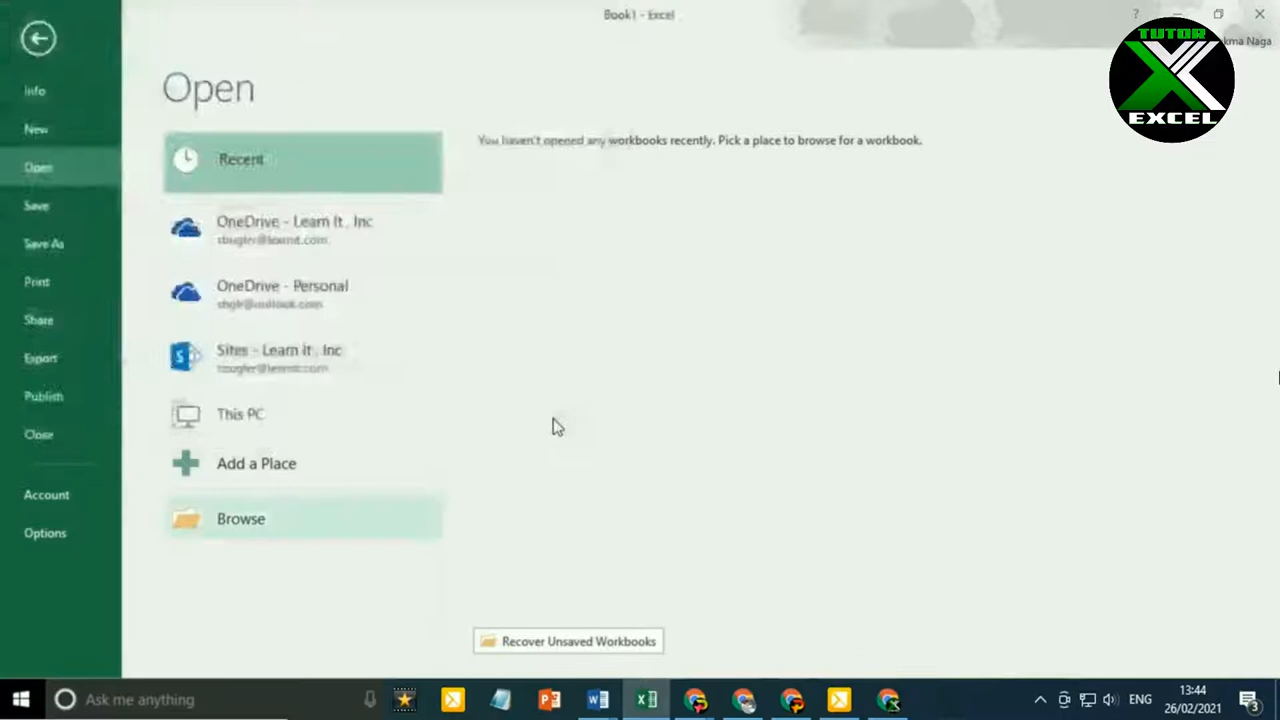 Book1 - Excel
?
TUTOR
EXCEL
kma Naga
Info
New
Open
Save
Save As
Print
Share
Export
Publish
Close
Account
Options
Open
Recent
OneDrive - Learn It , Inc
OneDrive - Personal
Sites - Learn It , Inc
This PC
Add a Place
Browse
You haven't opened any workbooks recently. Pick a place to browse for a workbook.
Recover Unsaved Workbooks
Ask me anything
ENG
13:44
26/02/2021
3